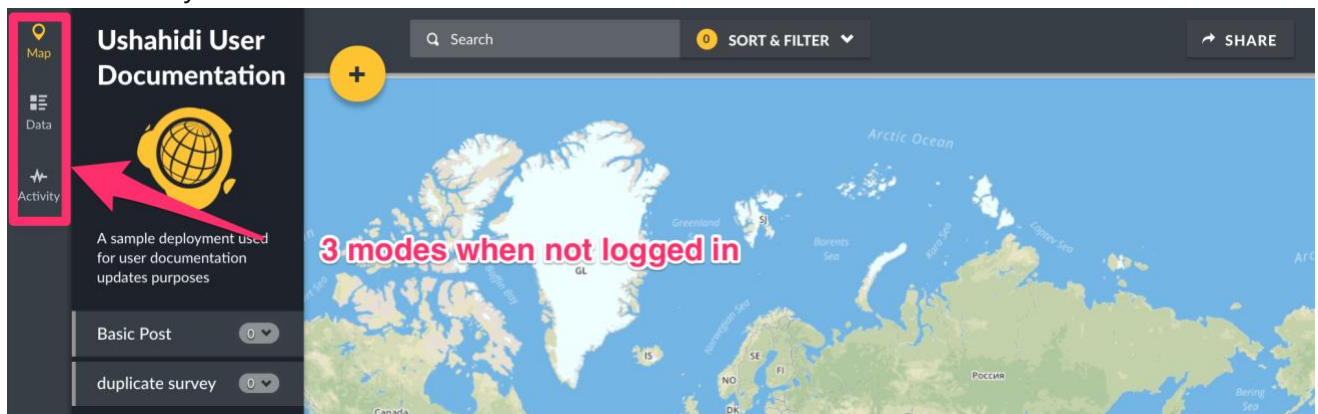 Map
Data
Activity
Ushahidi User
Documentation
A sample deployment used
for user documentation
updates purposes
Basic Post 0
duplicate survey 0
+
Search
0 SORT & FILTER
SHARE
Arctic Ocean
Greenland
SJ
Barents
Sea
Kara Sea
Laptev Sea
3 modes when not logged in
GL
Baffin Bay
Norwegian Sea
IS
SE
FI
NO
DK
Россия
Bering
Sea
Canada